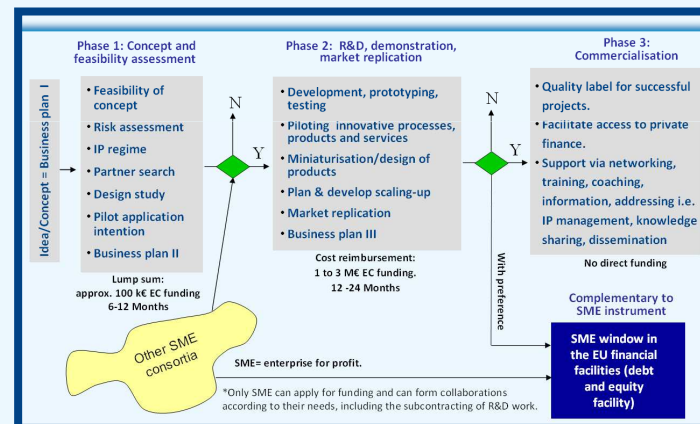 Phase 1: Concept and
feasibility assessment
Phase 2:  R&D, demonstration,
market replication
Phase 3:
Commercialisation
Idea/Concept = Business plan  I
• Feasibility of
concept
• Risk assessment
• IP regime
• Partner search
• Design study
• Pilot application
intention
• Business plan II
Lump sum:
approx. 100 k€ EC funding
6-12 Months
N
Y
• Development, prototyping,
testing
• Piloting  innovative processes,
products and services
• Miniaturisation/design of
products
• Plan & develop scaling-up
• Market replication
• Business plan III
Cost reimbursement:
1 to 3 M€ EC funding.
12 -24 Months
N
Y
• Quality label for successful
projects.
• Facilitate access to private
finance.
• Support via networking,
training, coaching,
information, addressing i.e.
IP management, knowledge
sharing, dissemination
No direct funding
With preference
Complementary to
SME instrument
SME window in
the EU financial
facilities (debt
and equity
facility)
Other SME
consortia
SME= enterprise for profit.
*Only SME can apply for funding and can form collaborations
according to their needs, including the subcontracting of R&D work.